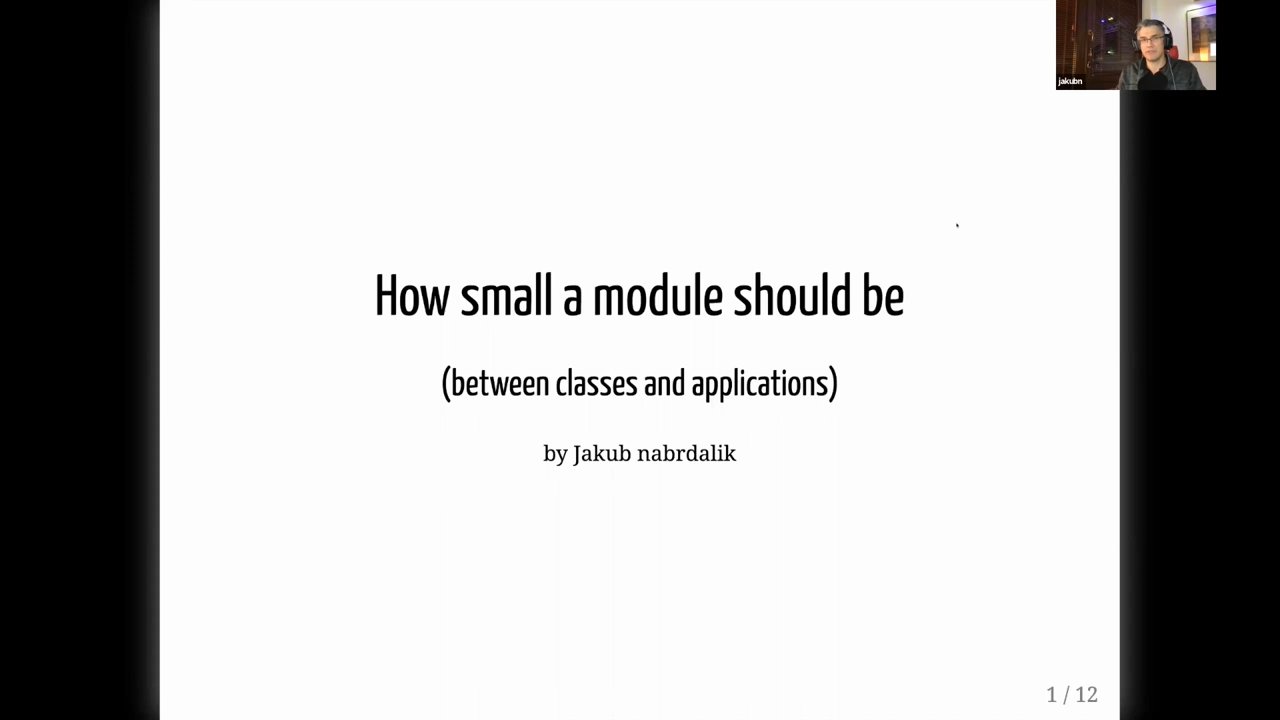 jakubn
How small a module should be
(between classes and applications)
by Jakub nabrdalik
1 / 12